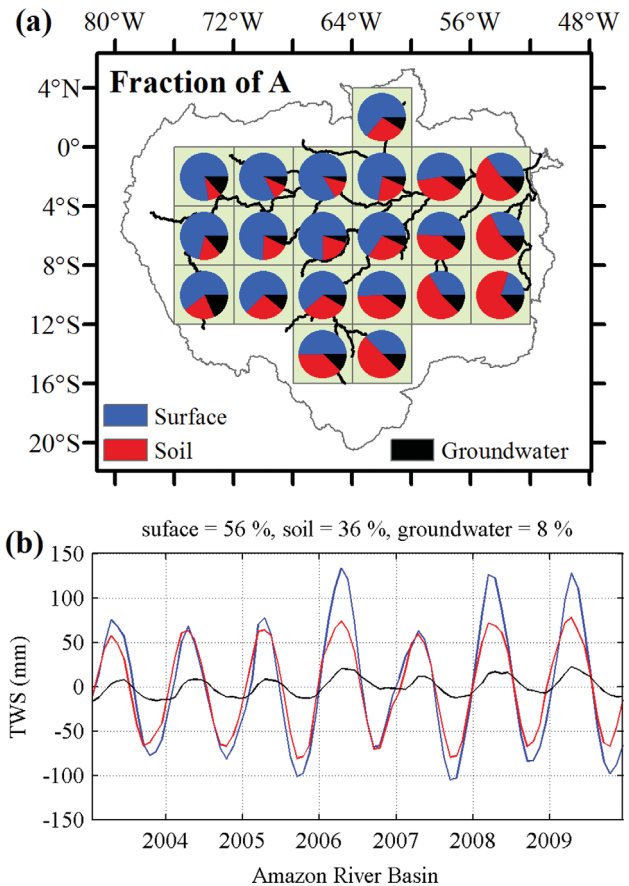 (a)
80°W 72°W 64°W 56°W 48°W
Fraction of A
4°N
0°
4°S
8°S
12°S
16°S
20°S
Surface
Soil
Groundwater
(b)
suface = 56 %, soil = 36 %, groundwater = 8 %
TWS (mm)
150
100
50
0
-50
-100
-150
2004 2005 2006 2007 2008 2009
Amazon River Basin